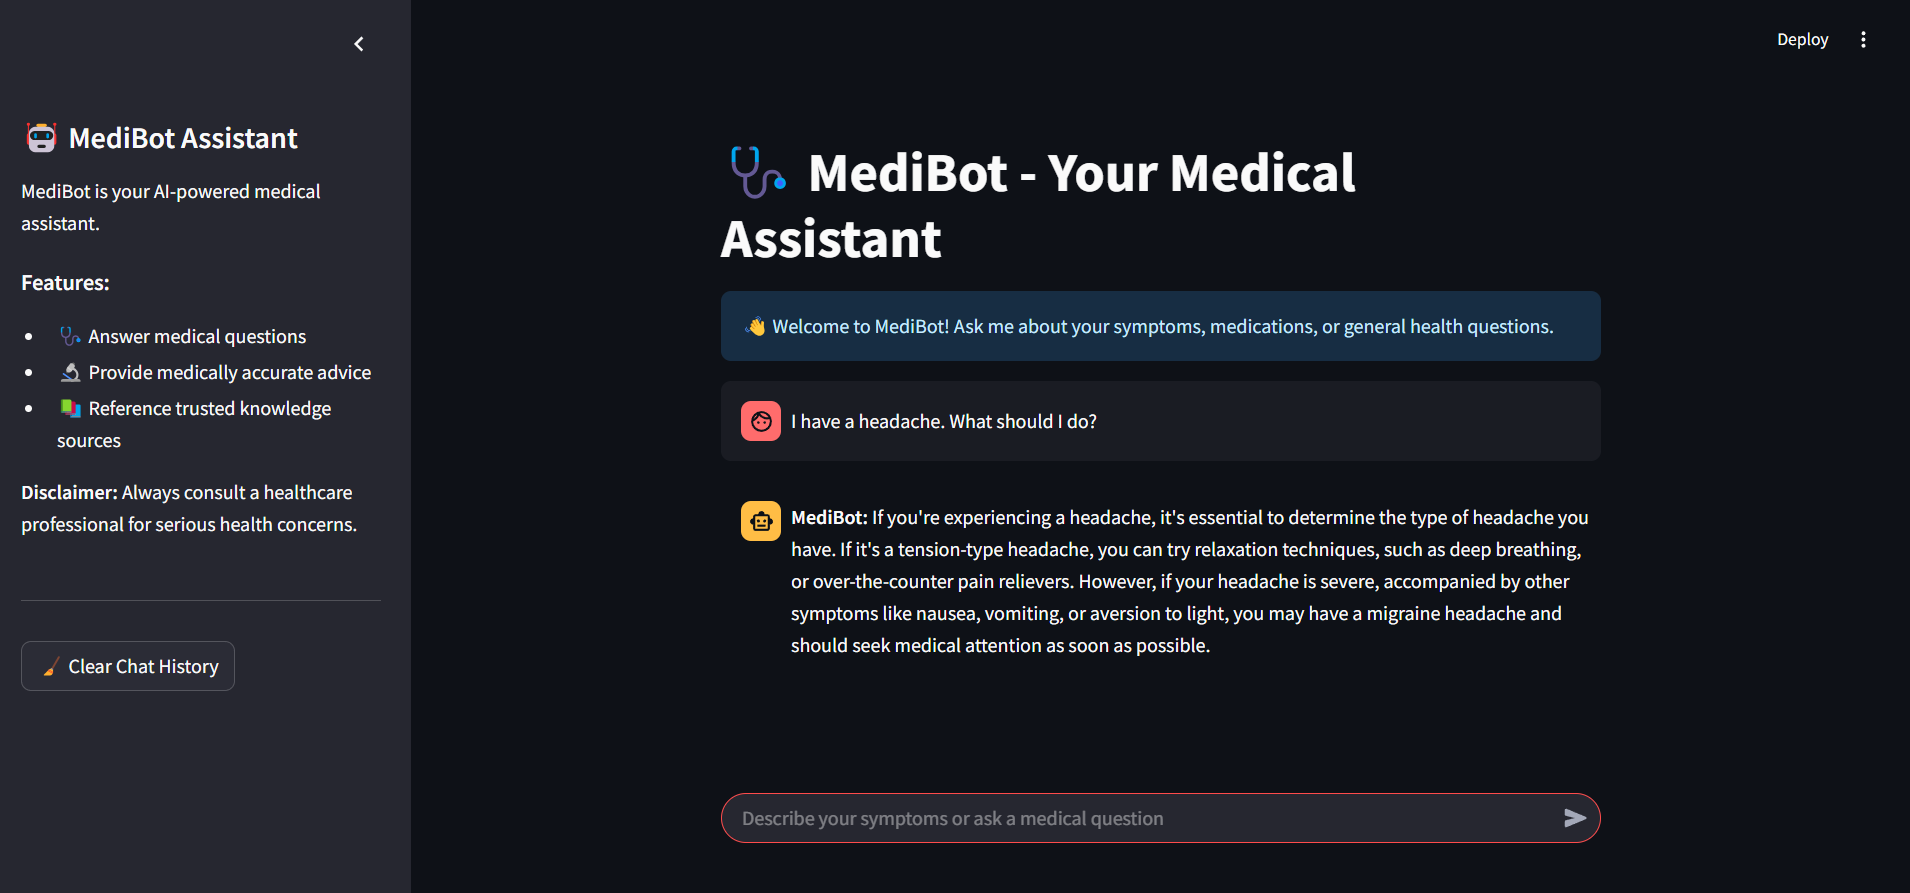 MediBot Assistant
MediBot is your AI-powered medical
assistant.
Features:
Answer medical questions
Provide medically accurate advice
Reference trusted knowledge
sources
Disclaimer: Always consult a healthcare
professional for serious health concerns.
Clear Chat History
Deploy
MediBot - Your Medical
Assistant
👋 Welcome to MediBot! Ask me about your symptoms, medications, or general health questions.
I have a headache. What should I do?
MediBot: If you're experiencing a headache, it's essential to determine the type of headache you
have. If it's a tension-type headache, you can try relaxation techniques, such as deep breathing,
or over-the-counter pain relievers. However, if your headache is severe, accompanied by other
symptoms like nausea, vomiting, or aversion to light, you may have a migraine headache and
should seek medical attention as soon as possible.
Describe your symptoms or ask a medical question